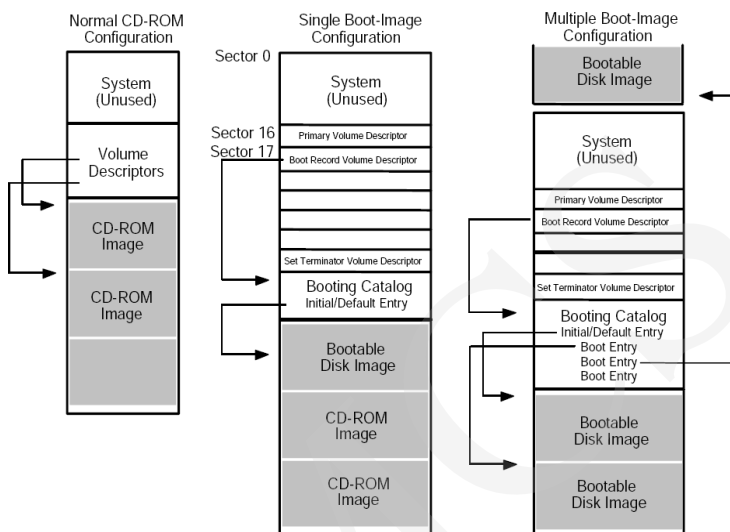 Normal CD-ROM
Configuration
System
(Unused)
Volume
Descriptors
CD-ROM
Image
CD-ROM
Image
Single Boot-Image
Configuration
Sector 0
System
(Unused)
Sector 16
Primary Volume Descriptor
Sector 17
Boot Record Volume Descriptor
Set Terminator Volume Descriptor
Booting Catalog
Initial/Default Entry
Bootable
Disk Image
CD-ROM
Image
CD-ROM
Image
Multiple Boot-Image
Configuration
Bootable
Disk Image
System
(Unused)
Primary Volume Descriptor
Boot Record Volume Descriptor
Set Terminator Volume Descriptor
Booting Catalog
Initial/Default Entry
Boot Entry
Boot Entry
Boot Entry
Bootable
Disk Image
Bootable
Disk Image